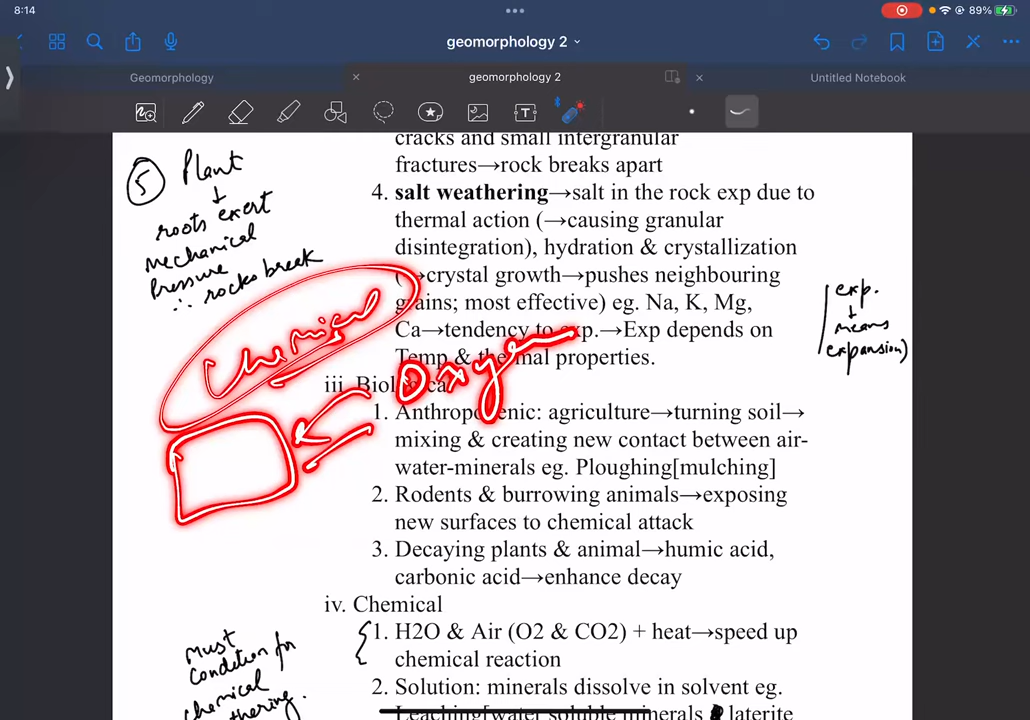 8:14
89%
geomorphology 2
Geomorphology
geomorphology 2
Untitled Notebook
cracks and small intergranular
fractures→rock breaks apart
4. salt weathering→salt in the rock exp due to
thermal action (→causing granular
disintegration), hydration & crystallization
(→crystal growth→pushes neighbouring
grains; most effective) eg. Na, K, Mg,
Ca→tendency to exp.→Exp depends on
Temp & thermal properties.
iii. Biological
1. Anthropogenic: agriculture→turning soil→
mixing & creating new contact between air-
water-minerals eg. Ploughing[mulching]
2. Rodents & burrowing animals→exposing
new surfaces to chemical attack
3. Decaying plants & animal→humic acid,
carbonic acid→enhance decay
iv. Chemical
1. H2O & Air (O2 & CO2) + heat→speed up
chemical reaction
2. Solution: minerals dissolve in solvent eg.
Leaching[water soluble minerals laterite
5 Plant
↓
roots exert
mechanical
Pressure
∴ rocks break
Chemical
Oxygen
exp.
↓
means
expansion)
Must
Condition for
chemical
weathering.